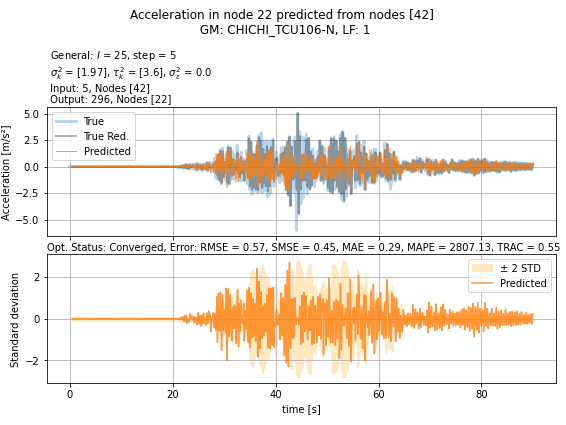 Acceleration in node 22 predicted from nodes [42]
GM: CHICHI_TCU106-N, LF: 1
General: l = 25, step = 5
σ²ₖ = [1.97], τ²ₖ = [3.6], σ²ε = 0.0
Input: 5, Nodes [42]
Output: 296, Nodes [22]
Acceleration [m/s²]
5.0
2.5
0.0
−2.5
−5.0
True
True Red.
Predicted
Opt. Status: Converged, Error: RMSE = 0.57, SMSE = 0.45, MAE = 0.29, MAPE = 2807.13, TRAC = 0.55
Standard deviation
2
0
−2
± 2 STD
Predicted
0
20
40
60
80
time [s]